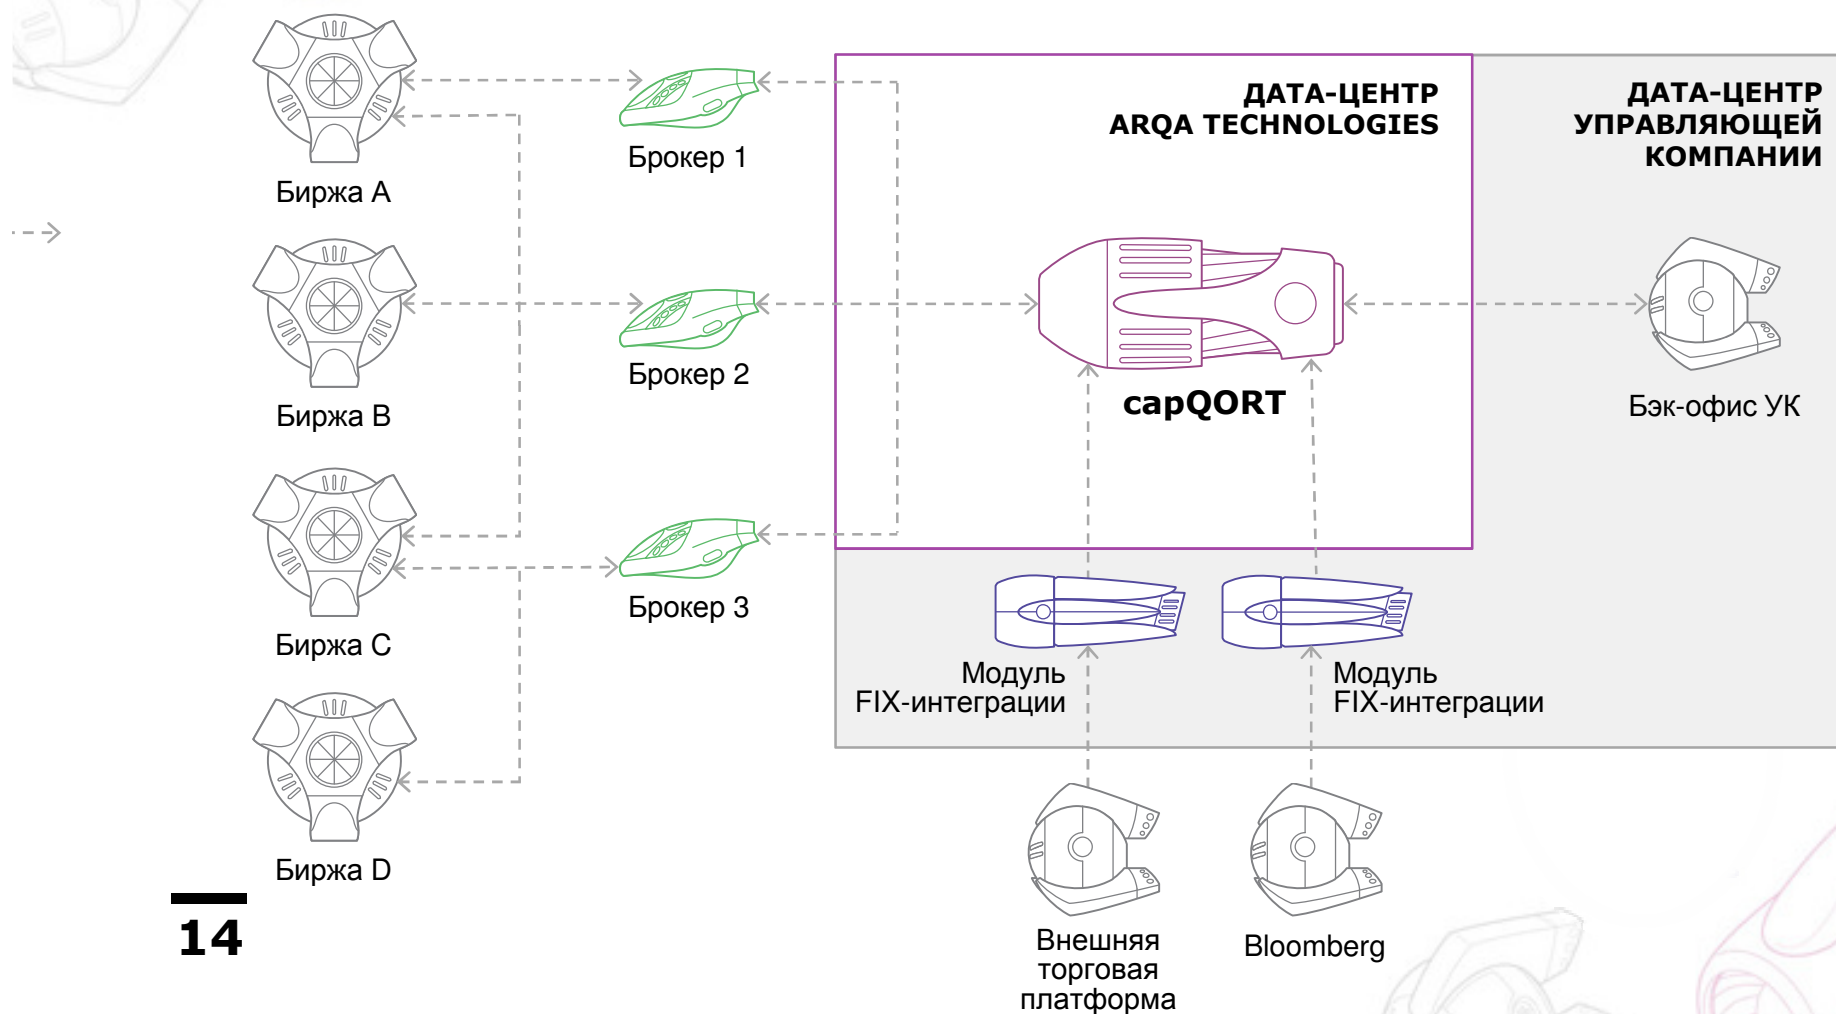 ДАТА-ЦЕНТР
ARQA TECHNOLOGIES
ДАТА-ЦЕНТР
УПРАВЛЯЮЩЕЙ
КОМПАНИИ
Биржа A
Брокер 1
Биржа B
Брокер 2
capQORT
Бэк-офис УК
Биржа C
Брокер 3
Модуль
FIX-интеграции
Модуль
FIX-интеграции
Биржа D
Внешняя
торговая
платформа
Bloomberg
14